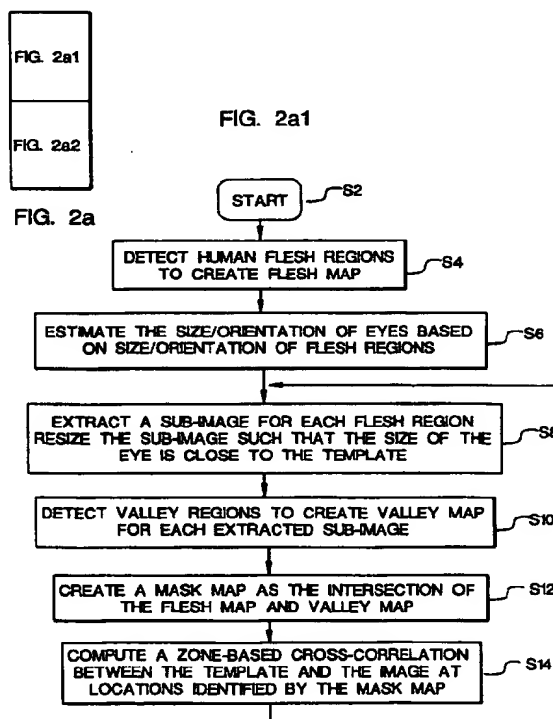 FIG. 2a1
FIG. 2a2
FIG. 2a
FIG. 2a1
START
S2
DETECT HUMAN FLESH REGIONS
TO CREATE FLESH MAP
S4
ESTIMATE THE SIZE/ORIENTATION OF EYES BASED
ON SIZE/ORIENTATION OF FLESH REGIONS
S6
EXTRACT A SUB-IMAGE FOR EACH FLESH REGION
RESIZE THE SUB-IMAGE SUCH THAT THE SIZE OF THE
EYE IS CLOSE TO THE TEMPLATE
S8
DETECT VALLEY REGIONS TO CREATE VALLEY MAP
FOR EACH EXTRACTED SUB-IMAGE
S10
CREATE A MASK MAP AS THE INTERSECTION OF
THE FLESH MAP AND VALLEY MAP
S12
COMPUTE A ZONE-BASED CROSS-CORRELATION
BETWEEN THE TEMPLATE AND THE IMAGE AT
LOCATIONS IDENTIFIED BY THE MASK MAP
S14